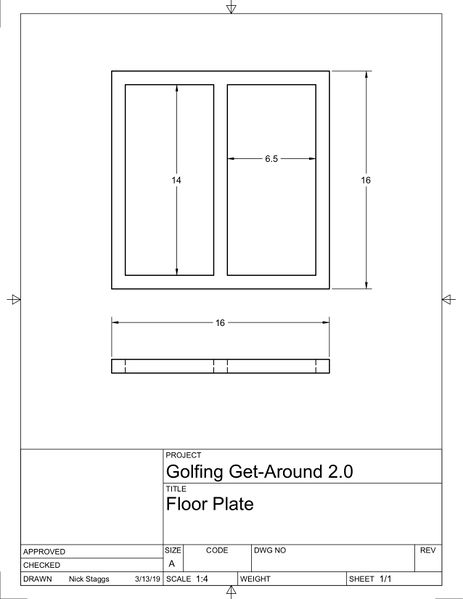 14
6.5
16
16
PROJECT
Golfing Get-Around 2.0
TITLE
Floor Plate
APPROVED
CHECKED
DRAWN Nick Staggs 3/13/19
SIZE CODE DWG NO REV
A
SCALE 1:4 WEIGHT SHEET 1/1